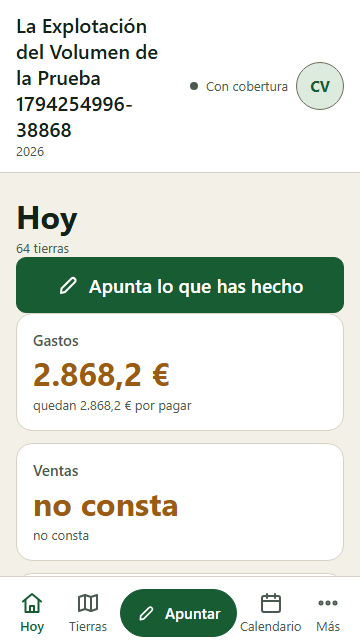 La Explotación
del Volumen de
la Prueba
1794254996-
38868
2026
Con cobertura
CV
Hoy
64 tierras
Apunta lo que has hecho
Gastos
2.868,2 €
quedan 2.868,2 € por pagar
Ventas
no consta
no consta
Hoy
Tierras
Apuntar
Calendario
Más